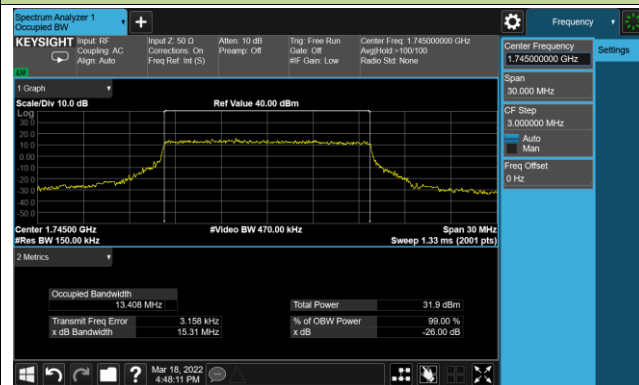 Spectrum Analyzer 1
Occupied BW
+
Frequency
KEYSIGHT
Input: RF
Coupling: AC
Align: Auto
Input Z: 50 Ω
Corrections: On
Freq Ref: Int (S)
Atten: 10 dB
Preamp: Off
Trig: Free Run
Gate: Off
#IF Gain: Low
Center Freq: 1.745000000 GHz
Avg|Hold:>100/100
Radio Std: None
Center Frequency
1.745000000 GHz
Settings
Span
30.000 MHz
CF Step
3.000000 MHz
Auto
Man
Freq Offset
0 Hz
1 Graph
Scale/Div 10.0 dB
Ref Value 40.00 dBm
Log
30.0
20.0
10.0
0.00
-10.0
-20.0
-30.0
-40.0
-50.0
Center 1.74500 GHz
#Video BW 470.00 kHz
Span 30 MHz
#Res BW 150.00 kHz
Sweep 1.33 ms (2001 pts)
2 Metrics
Occupied Bandwidth
13.408 MHz
Total Power 31.9 dBm
Transmit Freq Error 3.158 kHz
% of OBW Power 99.00 %
x dB Bandwidth 15.31 MHz
x dB -26.00 dB
?
Mar 18, 2022
4:48:11 PM